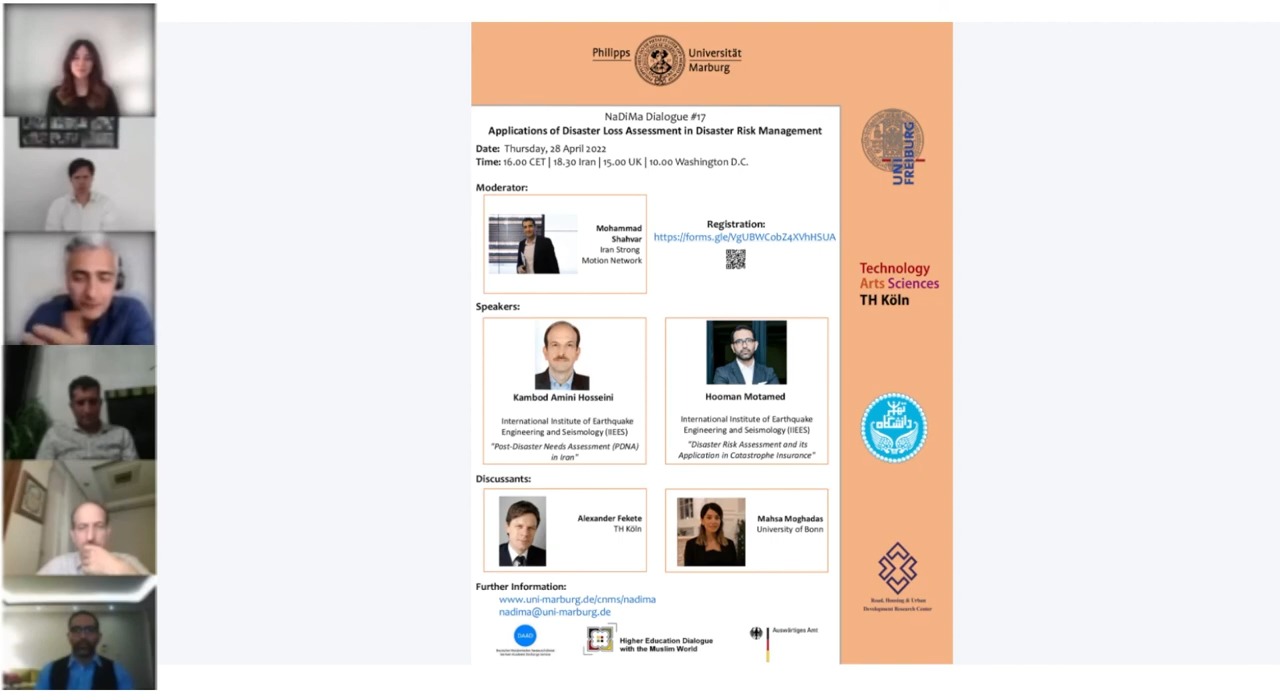 Philipps
Universität
Marburg
NaDiMa Dialogue #17
Applications of Disaster Loss Assessment in Disaster Risk Management
Date: Thursday, 28 April 2022
Time: 16.00 CET | 18.30 Iran | 15.00 UK | 10.00 Washington D.C.
Moderator:
Mohammad
Shahvar
Iran Strong
Motion Network
Registration:
https://forms.gle/VgUBWCobZ4XVhHSUA
Speakers:
Kambod Amini Hosseini
International Institute of Earthquake
Engineering and Seismology (IIEES)
"Post-Disaster Needs Assessment (PDNA)
in Iran"
Hooman Motamed
International Institute of Earthquake
Engineering and Seismology (IIEES)
"Disaster Risk Assessment and its
Application in Catastrophe Insurance"
Discussants:
Alexander Fekete
TH Köln
Mahsa Moghadas
University of Bonn
Further Information:
www.uni-marburg.de/cnms/nadima
nadima@uni-marburg.de
DAAD
Higher Education Dialogue
with the Muslim World
Auswärtiges Amt
UNI
FREIBURG
Technology
Arts Sciences
TH Köln
Road, Housing & Urban
Development Research Center